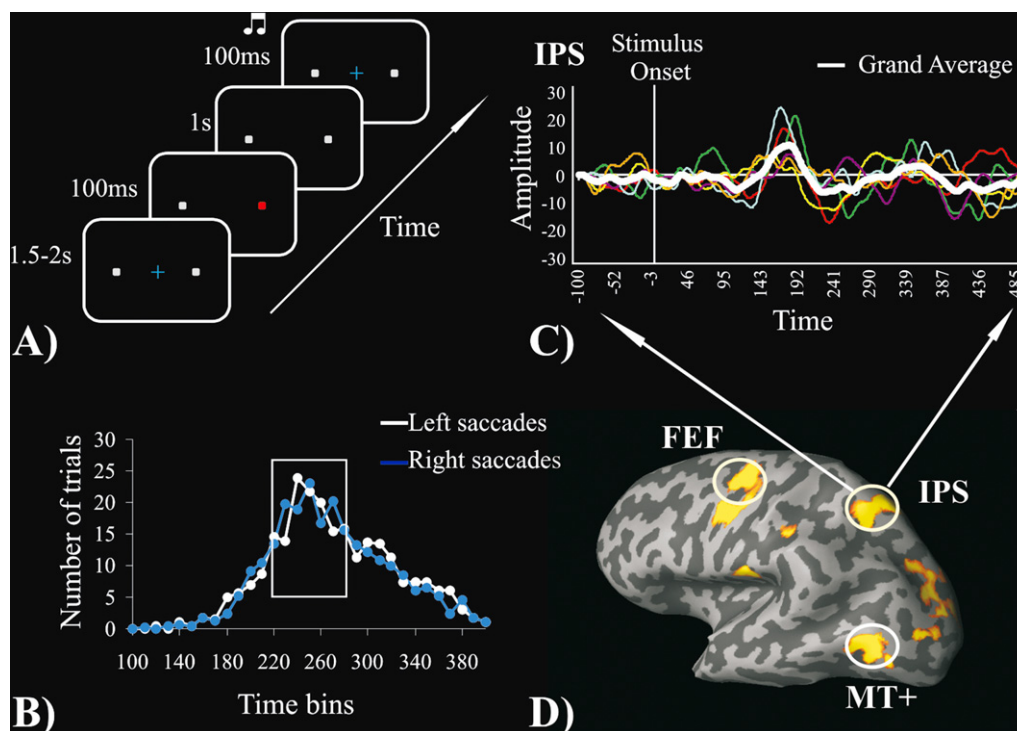 100ms
1s
100ms
1.5-2s
Time
A)
IPS
Stimulus
Onset
Grand Average
Amplitude
30
20
10
0
-10
-20
-30
-100
-52
-3
46
95
143
192
241
290
339
387
436
485
Time
C)
Left saccades
Right saccades
Number of trials
30
25
20
15
10
5
0
100 140 180 220 260 300 340 380
Time bins
B)
FEF
IPS
MT+
D)